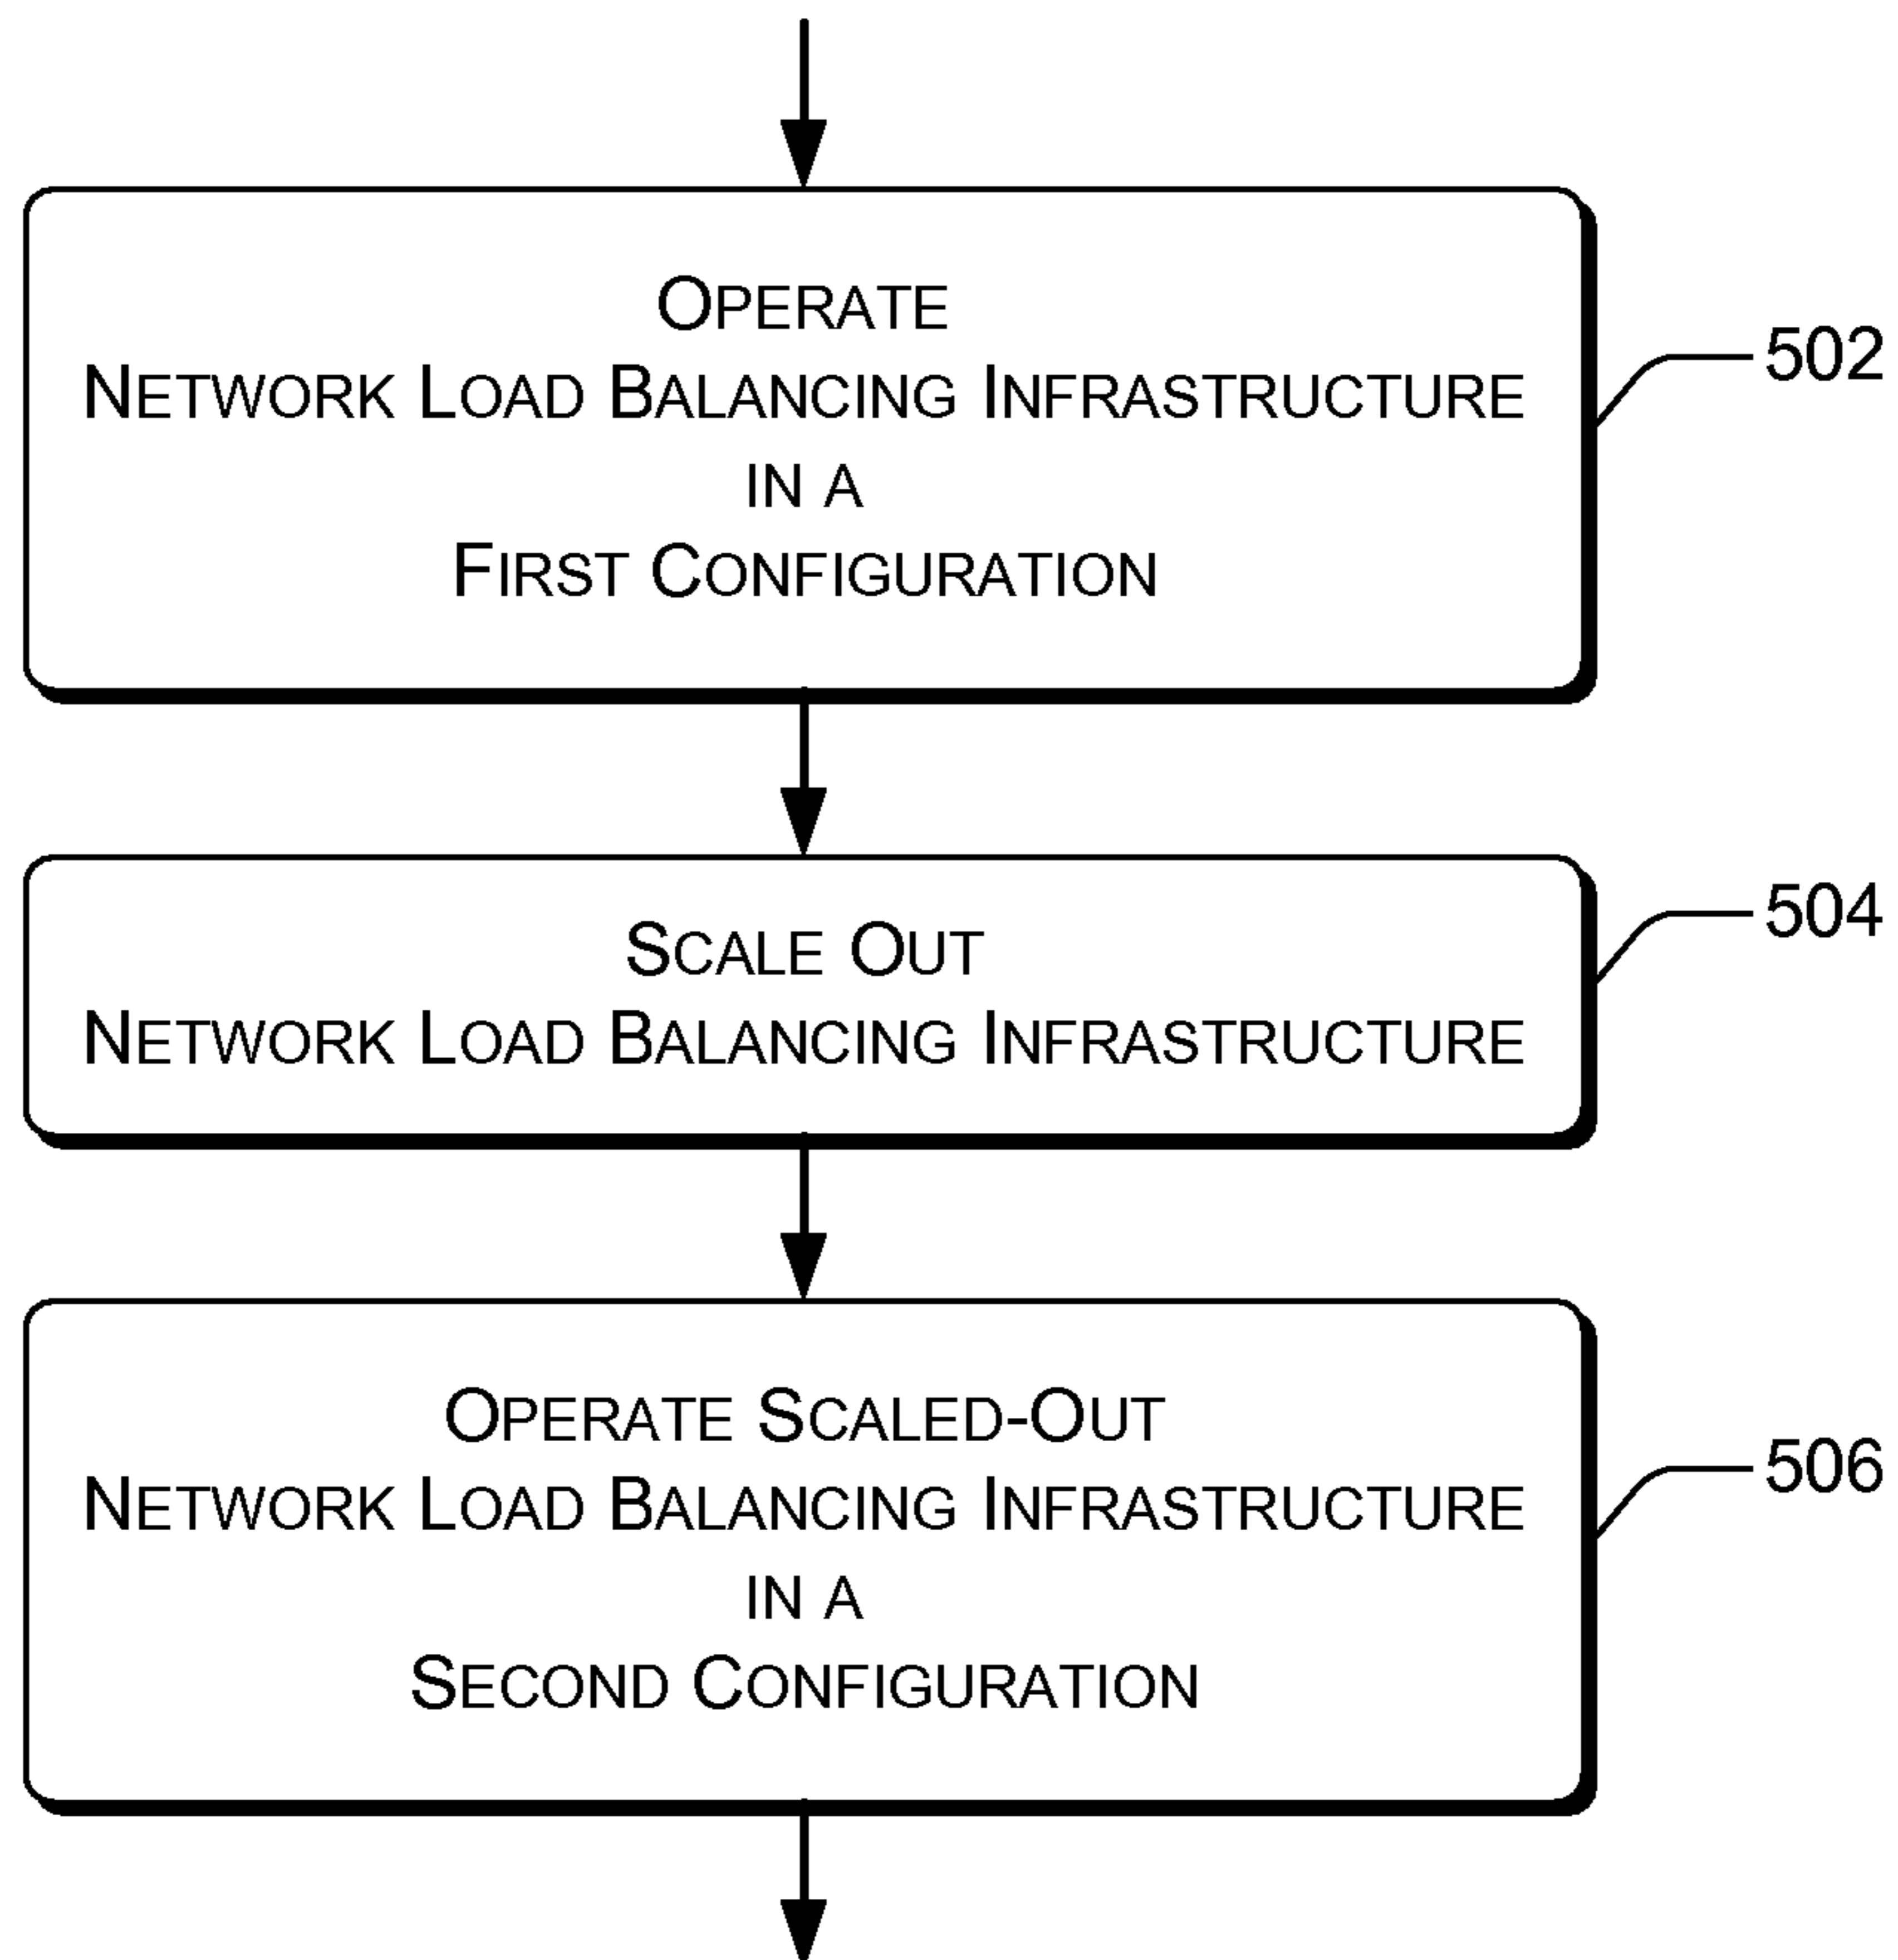 OPERATE
NETWORK LOAD BALANCING INFRASTRUCTURE
IN A
FIRST CONFIGURATION
502
SCALE OUT
NETWORK LOAD BALANCING INFRASTRUCTURE
504
OPERATE SCALED-OUT
NETWORK LOAD BALANCING INFRASTRUCTURE
IN A
SECOND CONFIGURATION
506